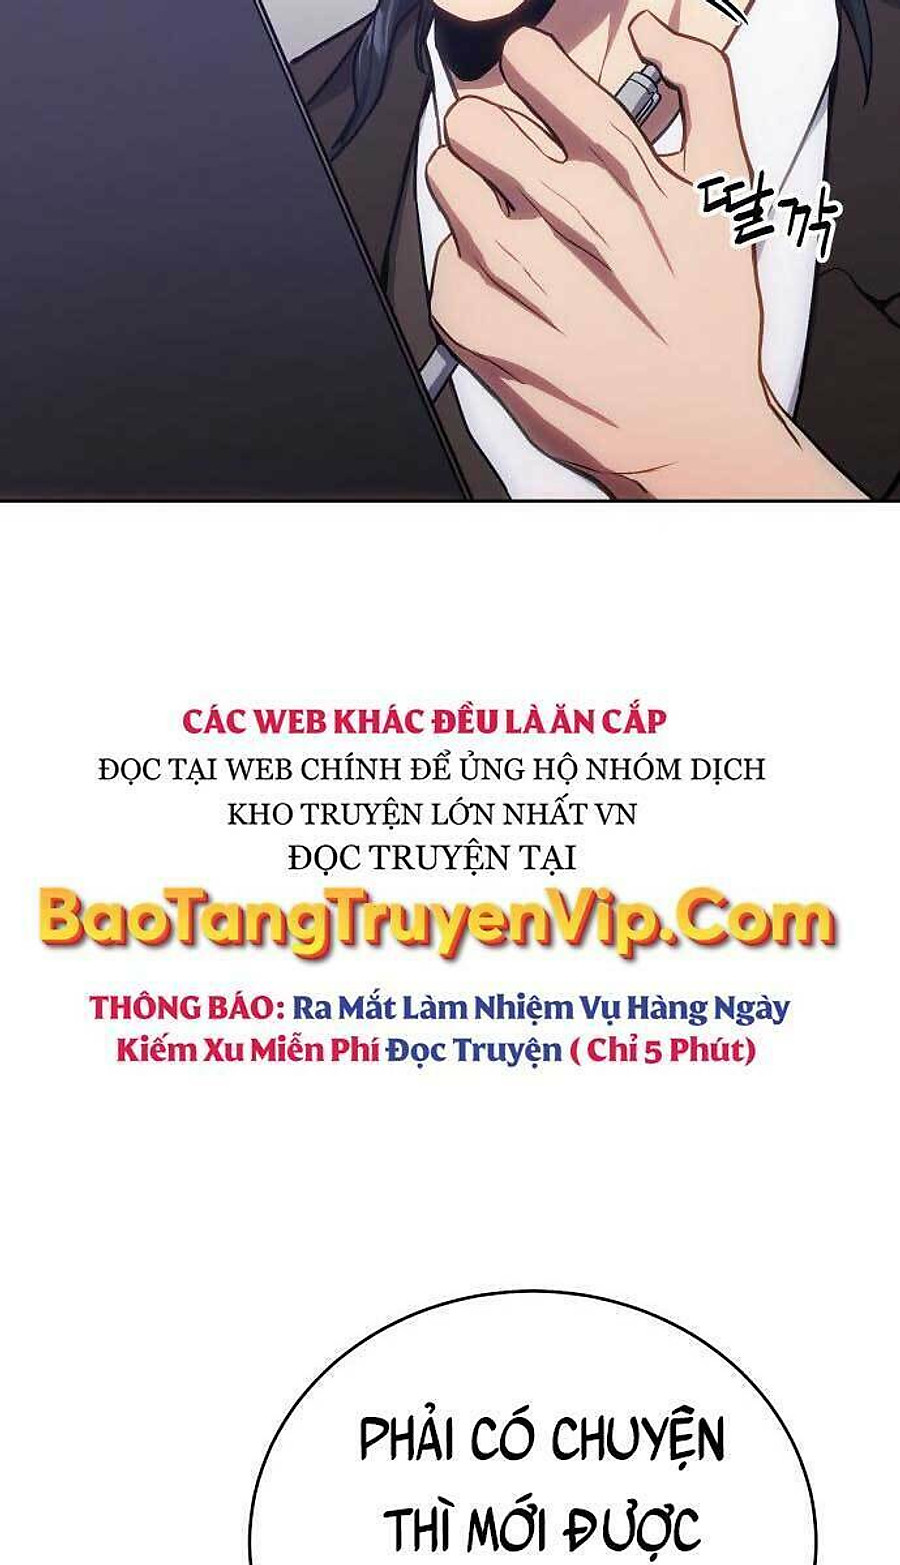 딸깍
CÁC WEB KHÁC ĐỀU LÀ ĂN CẮP
ĐỌC TẠI WEB CHÍNH ĐỂ ỦNG HỘ NHÓM DỊCH
KHO TRUYỆN LỚN NHẤT VN
ĐỌC TRUYỆN TẠI
BaoTangTruyenVip.Com
THÔNG BÁO: Ra Mắt Làm Nhiệm Vụ Hàng Ngày
Kiếm Xu Miễn Phí Đọc Truyện ( Chỉ 5 Phút)
PHẢI CÓ CHUYỆN
THÌ MỚI ĐƯỢC